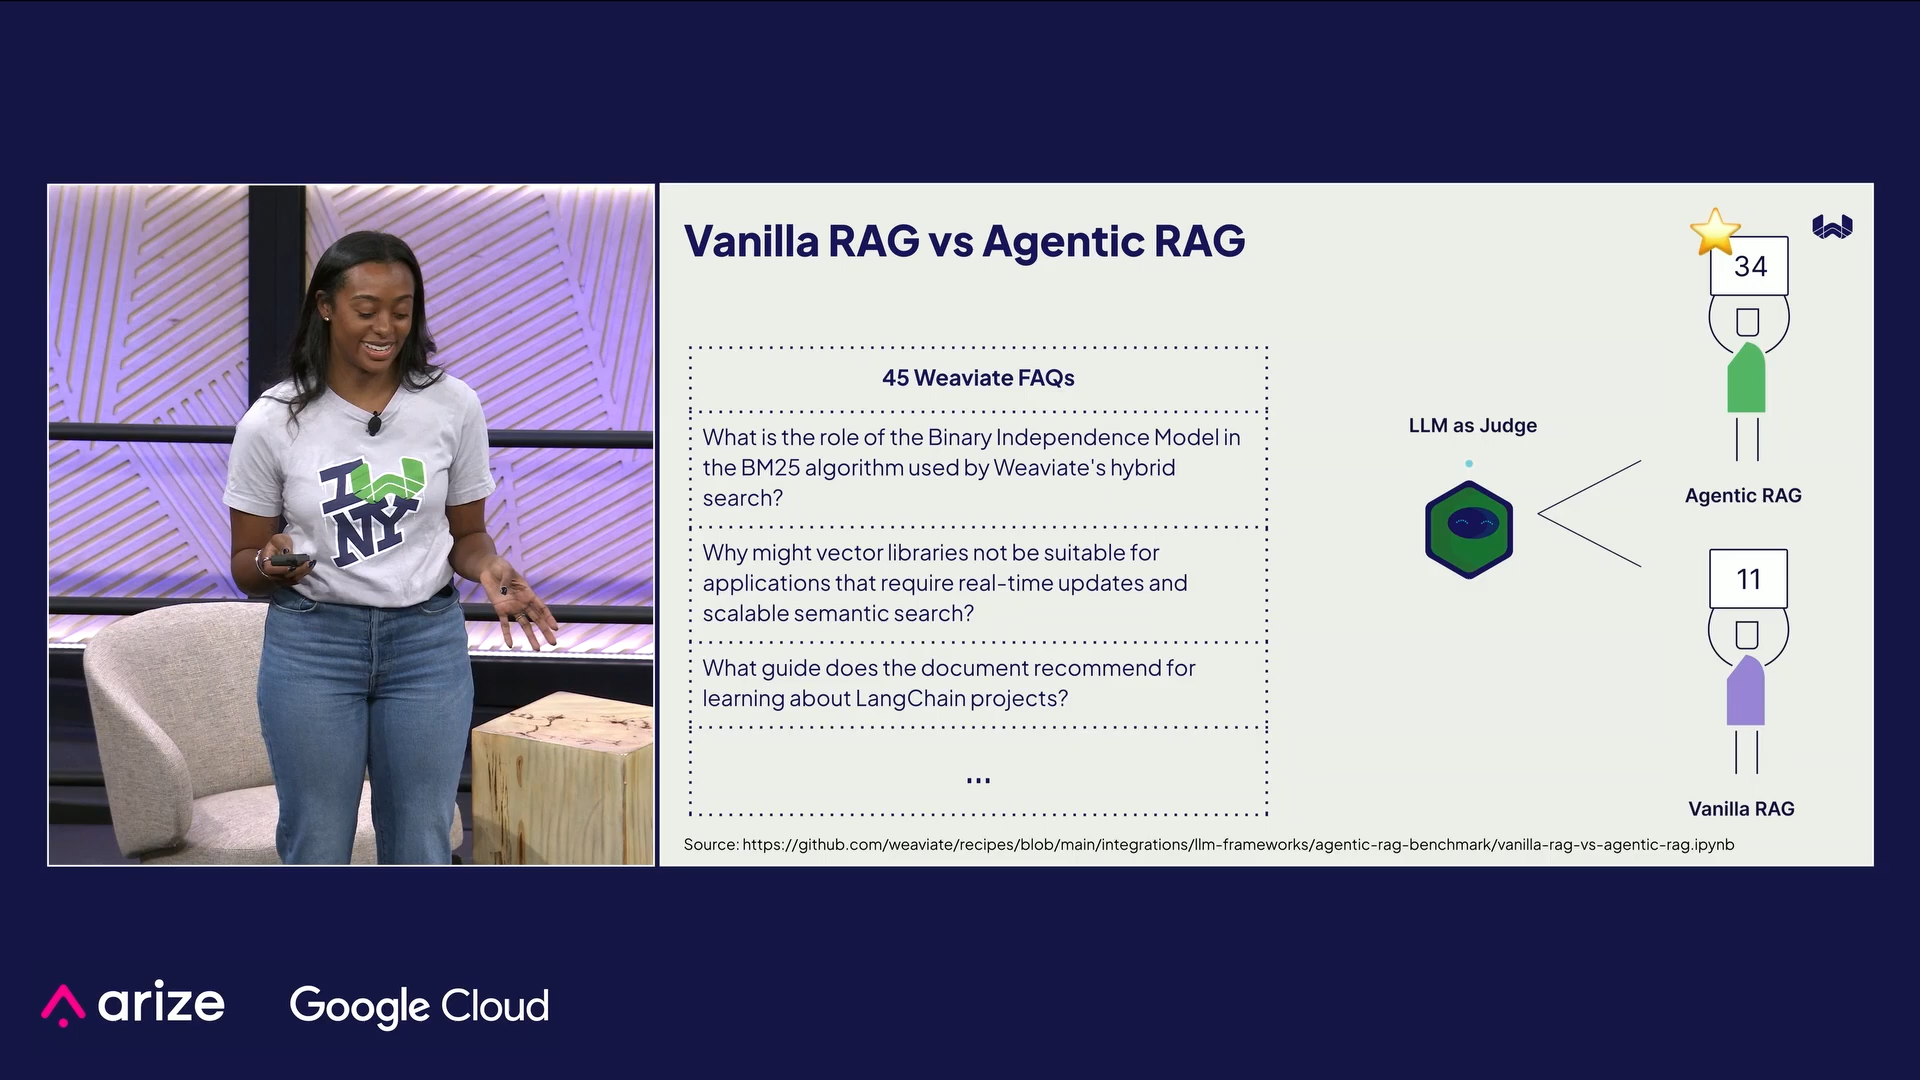 I W
NY
Vanilla RAG vs Agentic RAG
34
45 Weaviate FAQs
What is the role of the Binary Independence Model in
the BM25 algorithm used by Weaviate's hybrid
search?
LLM as Judge
Agentic RAG
Why might vector libraries not be suitable for
applications that require real-time updates and
scalable semantic search?
11
What guide does the document recommend for
learning about LangChain projects?
...
Vanilla RAG
Source: https://github.com/weaviate/recipes/blob/main/integrations/llm-frameworks/agentic-rag-benchmark/vanilla-rag-vs-agentic-rag.ipynb
arize
Google Cloud